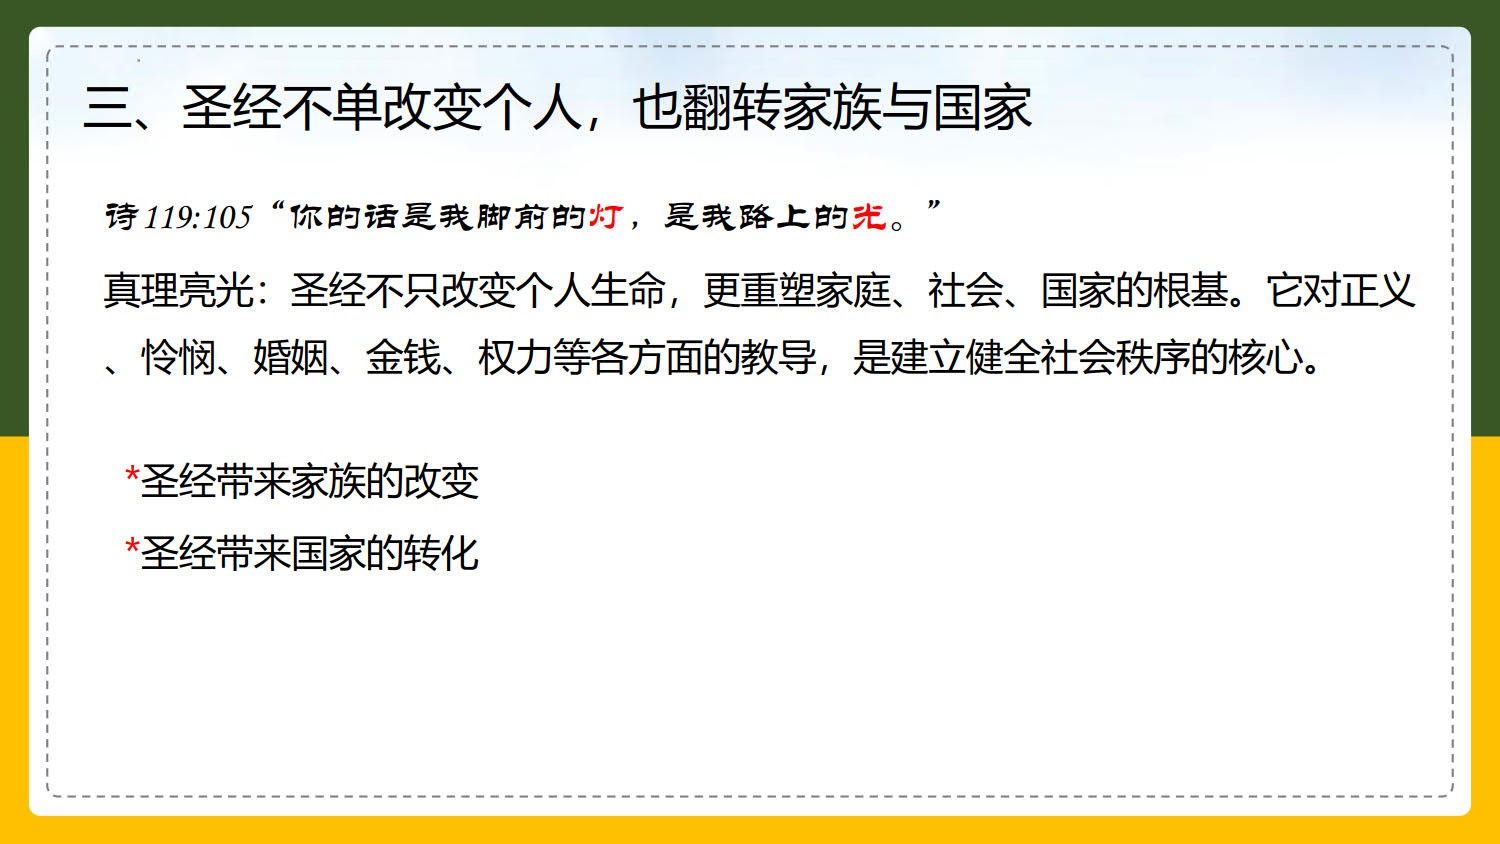 三、圣经不单改变个人，也翻转家族与国家
诗119:105“你的话是我脚前的灯，是我路上的光。”
真理亮光：圣经不只改变个人生命，更重塑家庭、社会、国家的根基。它对正义
、怜悯、婚姻、金钱、权力等各方面的教导，是建立健全社会秩序的核心。
*圣经带来家族的改变
*圣经带来国家的转化